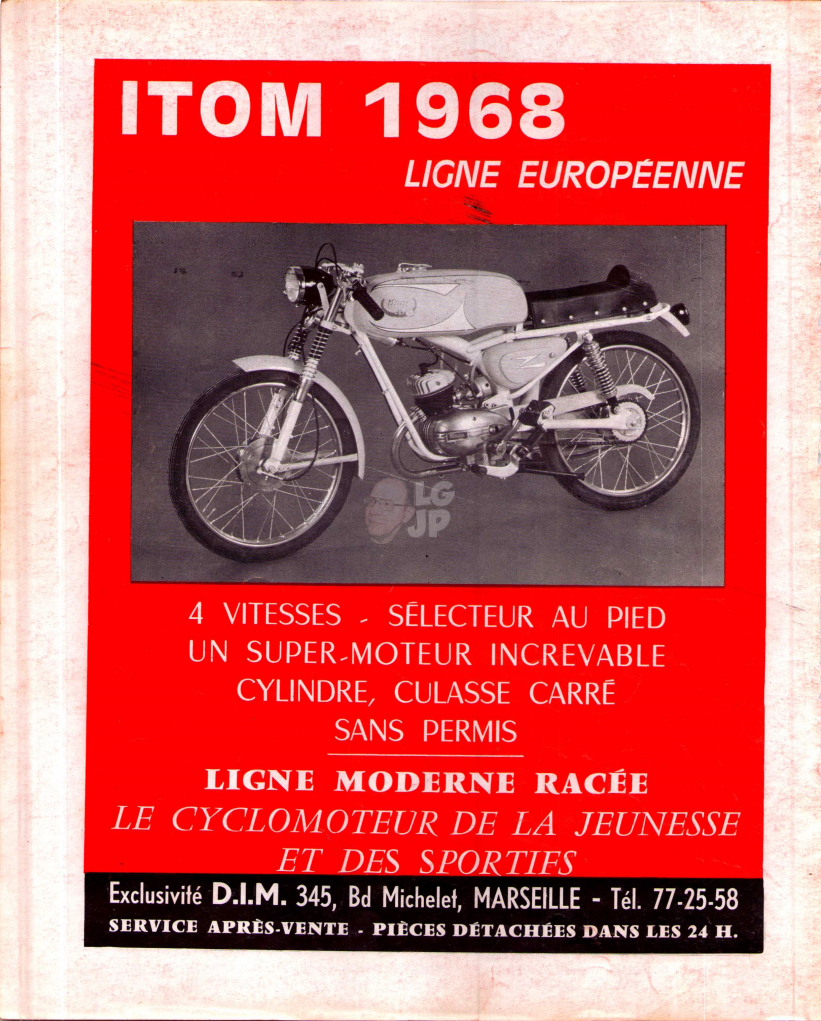 ITOM 1968
LIGNE EUROPÉENNE
LG
JP
4 VITESSES - SÉLECTEUR AU PIED
UN SUPER-MOTEUR INCREVABLE
CYLINDRE, CULASSE CARRÉ
SANS PERMIS
LIGNE MODERNE RACÉE
LE CYCLOMOTEUR DE LA JEUNESSE
ET DES SPORTIFS
Exclusivité D.I.M. 345, Bd Michelet, MARSEILLE - Tél. 77-25-58
SERVICE APRÈS-VENTE - PIÈCES DÉTACHÉES DANS LES 24 H.